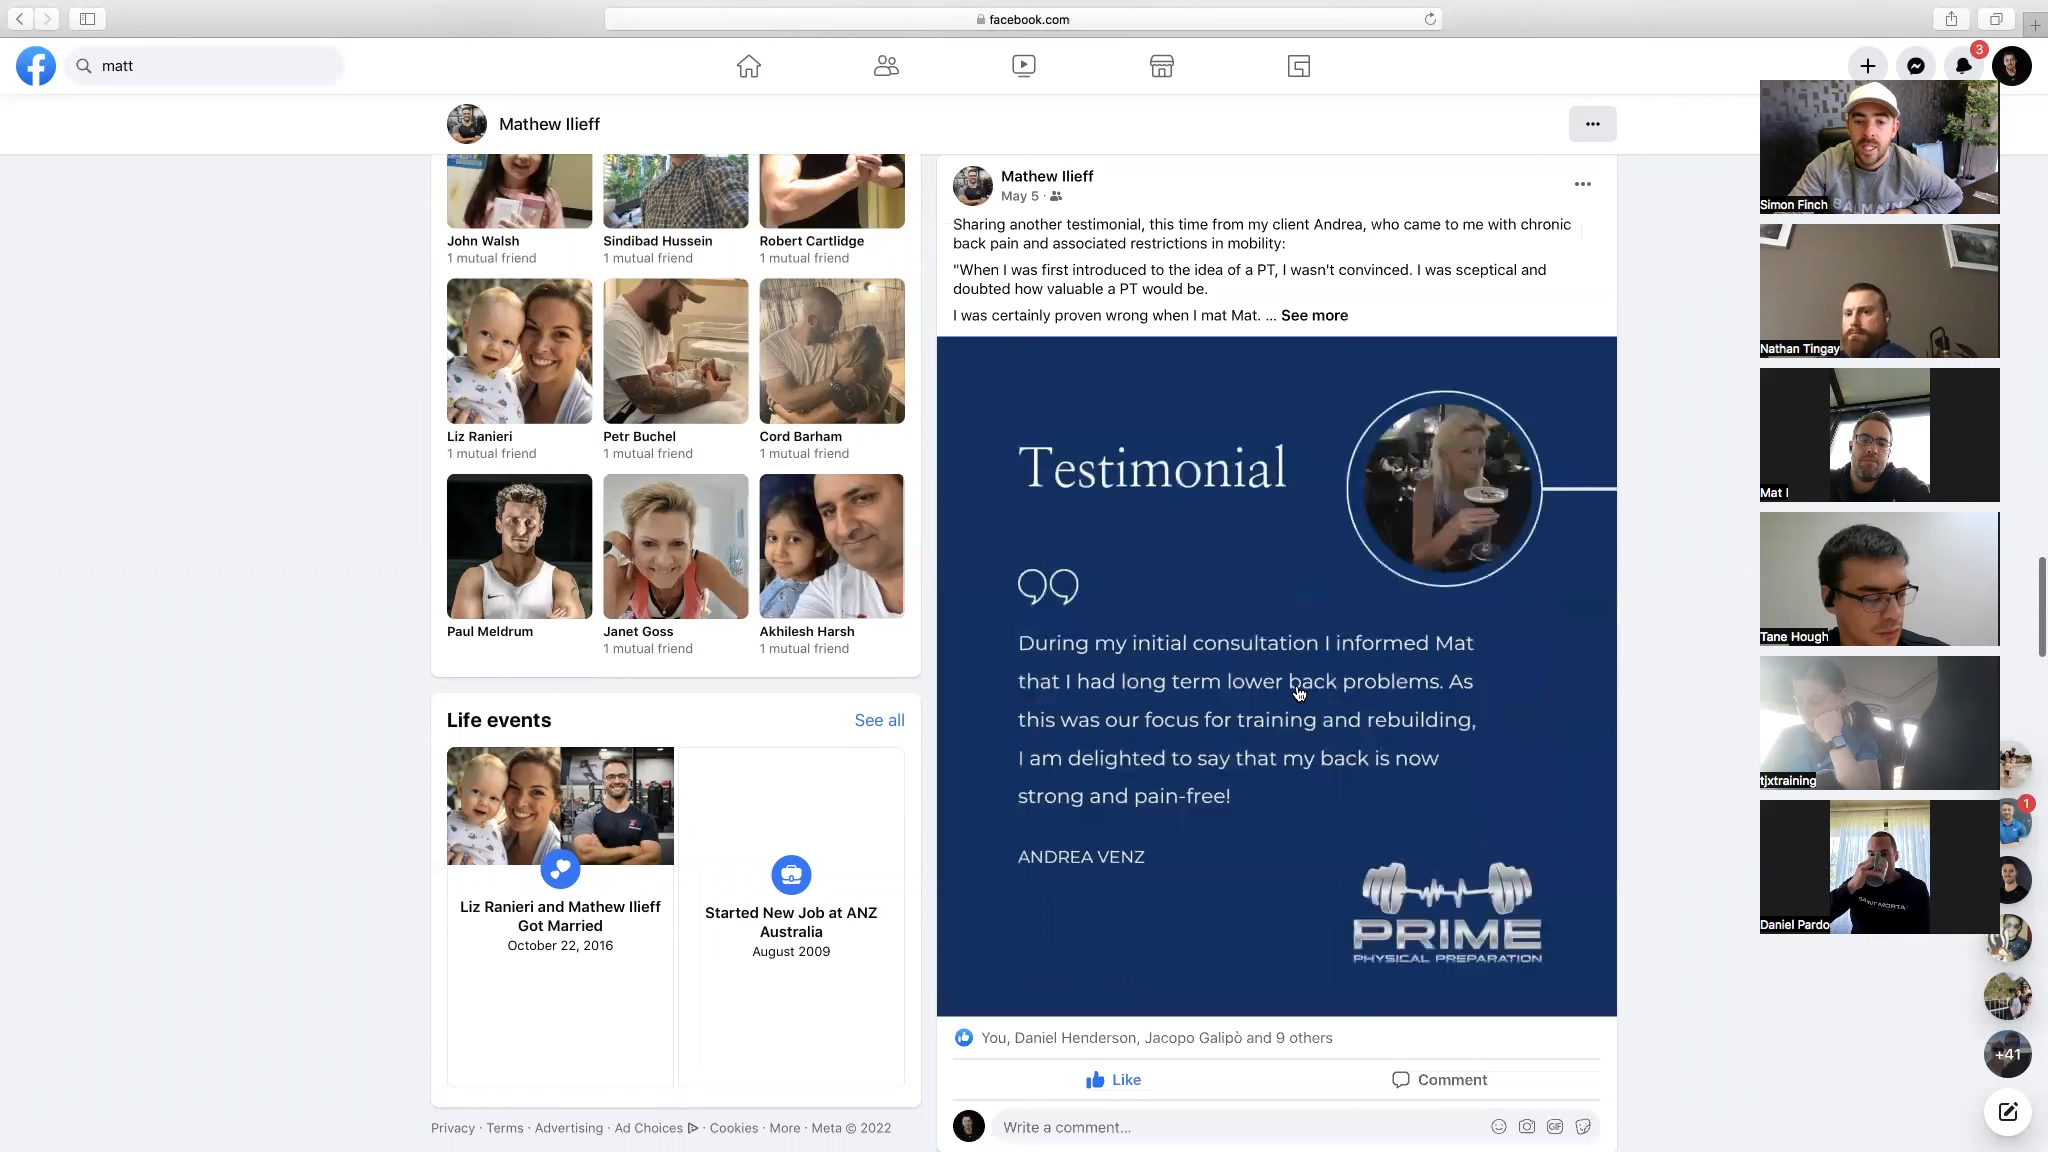 facebook.com
matt
3
Mathew Ilieff
John Walsh
1 mutual friend
Sindibad Hussein
1 mutual friend
Robert Cartlidge
1 mutual friend
Liz Ranieri
1 mutual friend
Petr Buchel
1 mutual friend
Cord Barham
1 mutual friend
Paul Meldrum
Janet Goss
1 mutual friend
Akhilesh Harsh
1 mutual friend
Life events
See all
Liz Ranieri and Mathew Ilieff
Got Married
October 22, 2016
Started New Job at ANZ
Australia
August 2009
Privacy · Terms · Advertising · Ad Choices · Cookies · More · Meta © 2022
Mathew Ilieff
May 5 ·
Sharing another testimonial, this time from my client Andrea, who came to me with chronic
back pain and associated restrictions in mobility:
"When I was first introduced to the idea of a PT, I wasn't convinced. I was sceptical and
doubted how valuable a PT would be.
I was certainly proven wrong when I mat Mat. ... See more
Testimonial
During my initial consultation I informed Mat
that I had long term lower back problems. As
this was our focus for training and rebuilding,
I am delighted to say that my back is now
strong and pain-free!
ANDREA VENZ
PRIME
PHYSICAL PREPARATION
You, Daniel Henderson, Jacopo Galipò and 9 others
Like
Comment
Write a comment...
GIF
Simon Finch
Nathan Tingay
Mat I
Tane Hough
tjxtraining
Daniel Pardo
1
+41